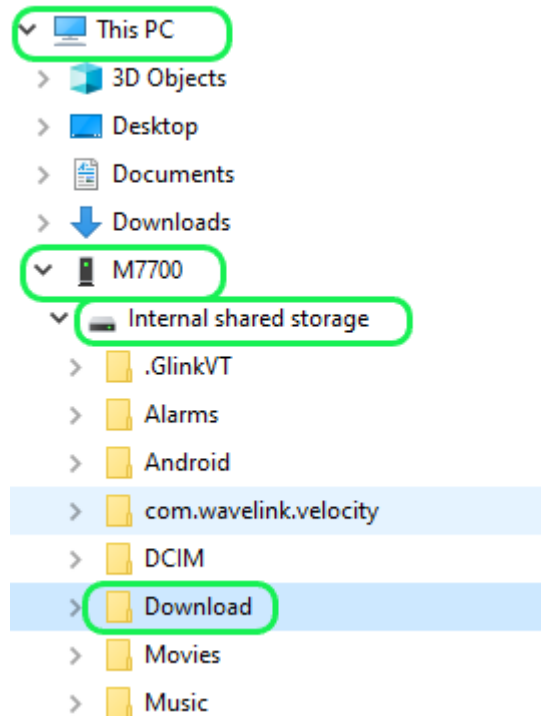 This PC
3D Objects
Desktop
Documents
Downloads
M7700
Internal shared storage
.GlinkVT
Alarms
Android
com.wavelink.velocity
DCIM
Download
Movies
Music